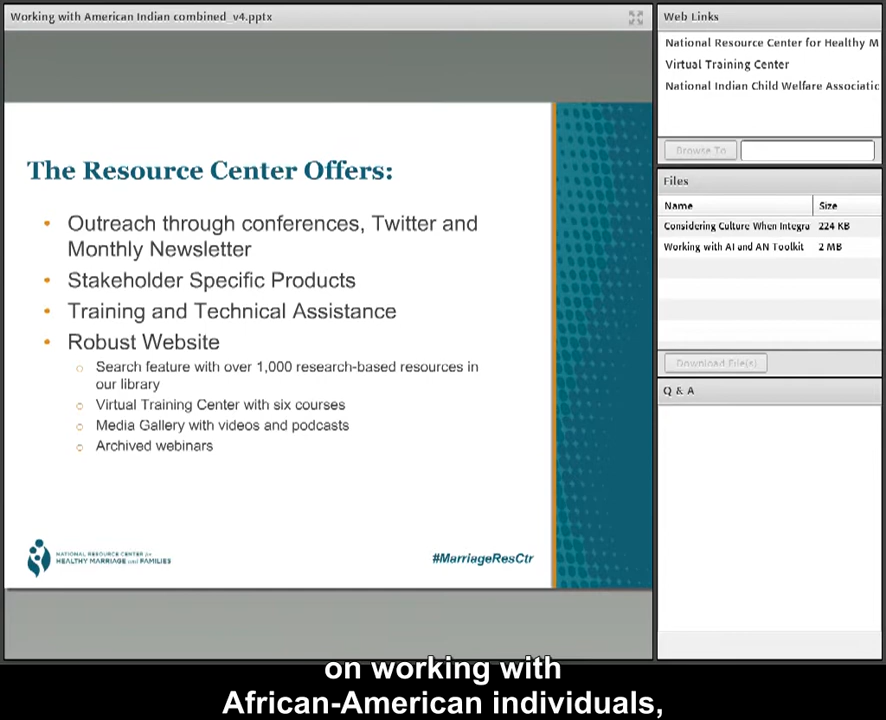 Working with American Indian combined_v4.pptx
The Resource Center Offers:
• Outreach through conferences, Twitter and
Monthly Newsletter
• Stakeholder Specific Products
• Training and Technical Assistance
• Robust Website
○ Search feature with over 1,000 research-based resources in
our library
○ Virtual Training Center with six courses
○ Media Gallery with videos and podcasts
○ Archived webinars
NATIONAL RESOURCE CENTER for
HEALTHY MARRIAGE and FAMILIES
#MarriageResCtr
Web Links
National Resource Center for Healthy M
Virtual Training Center
National Indian Child Welfare Associatic
Browse To
Files
Name Size
Considering Culture When Integra 224 KB
Working with AI and AN Toolkit 2 MB
Download File(s)
Q & A
on working with
African-American individuals,